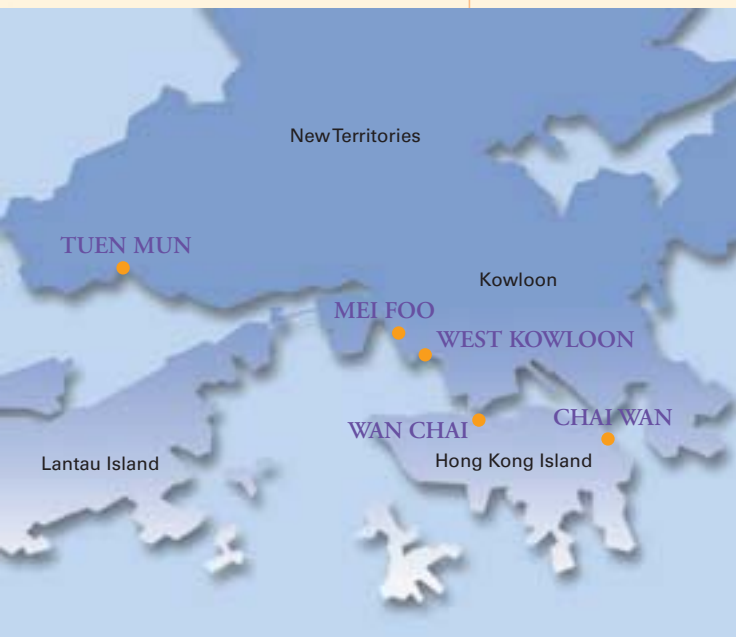 New Territories
TUEN MUN
Kowloon
MEI FOO
WEST KOWLOON
CHAI WAN
WAN CHAI
Lantau Island
Hong Kong Island